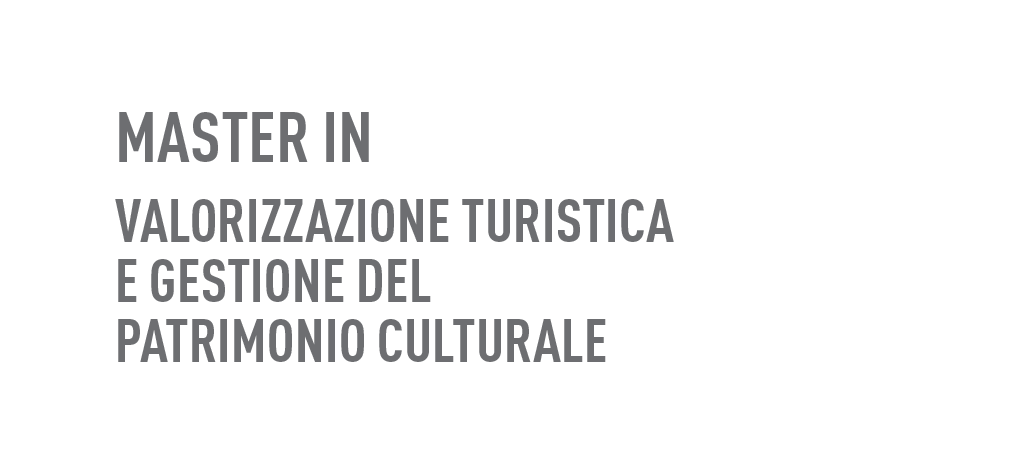 MASTER IN
VALORIZZAZIONE TURISTICA
E GESTIONE DEL
PATRIMONIO CULTURALE